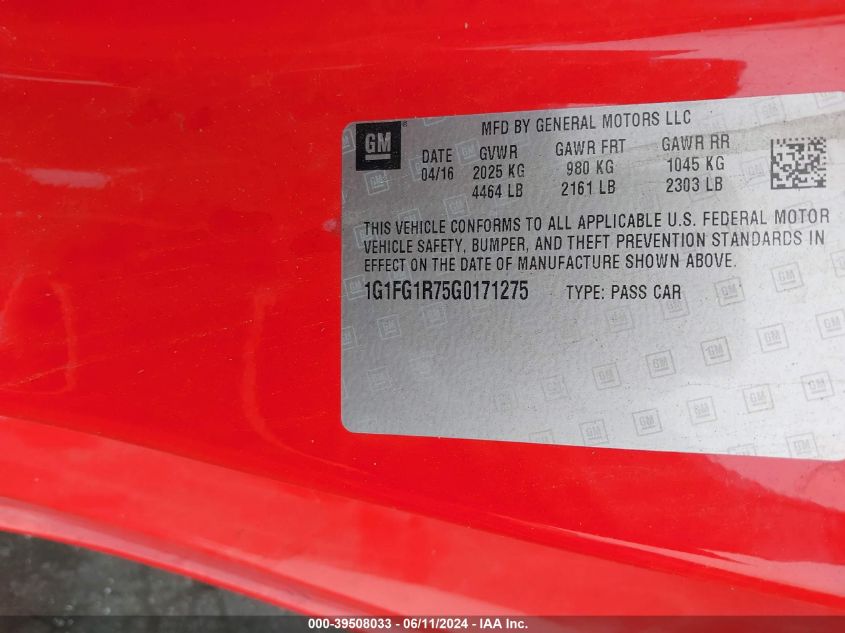 GM
®
MFD BY GENERAL MOTORS LLC
DATE GVWR GAWR FRT GAWR RR
04/16 2025 KG 980 KG 1045 KG
4464 LB 2161 LB 2303 LB
THIS VEHICLE CONFORMS TO ALL APPLICABLE U.S. FEDERAL MOTOR
VEHICLE SAFETY, BUMPER, AND THEFT PREVENTION STANDARDS IN
EFFECT ON THE DATE OF MANUFACTURE SHOWN ABOVE.
1G1FG1R75G0171275 TYPE: PASS CAR
000-39508033 - 06/11/2024 - IAA Inc.